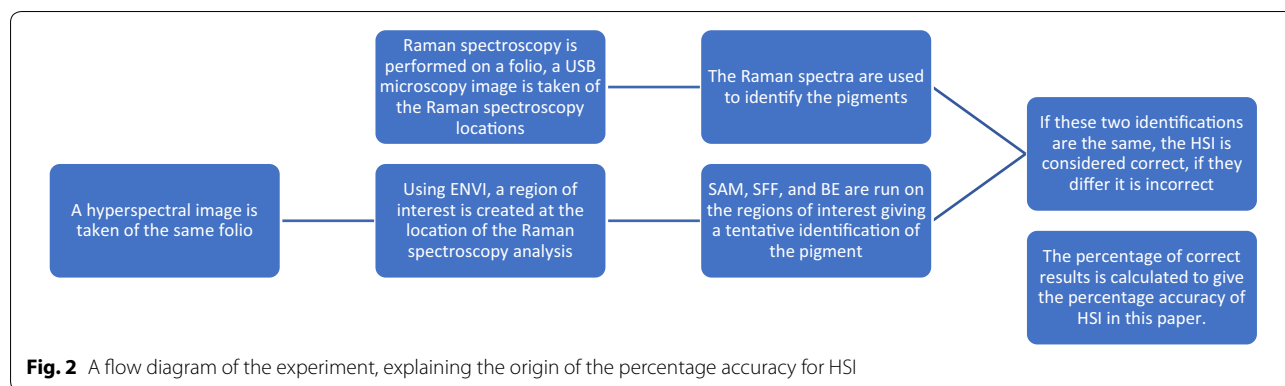 Raman spectroscopy is
performed on a folio, a USB
microscopy image is taken of
the Raman spectroscopy
locations
The Raman spectra are used
to identify the pigments
If these two identifications
are the same, the HSI is
considered correct, if they
differ it is incorrect
A hyperspectral image is
taken of the same folio
Using ENVI, a region of
interest is created at the
location of the Raman
spectroscopy analysis
SAM, SFF, and BE are run on
the regions of interest giving
a tentative identification of
the pigment
The percentage of correct
results is calculated to give
the percentage accuracy of
HSI in this paper.
Fig. 2 A flow diagram of the experiment, explaining the origin of the percentage accuracy for HSI